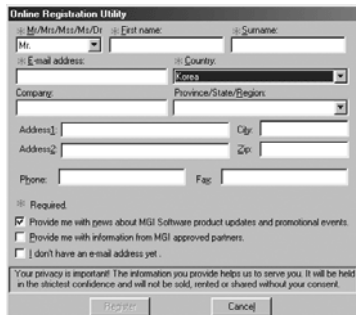 Online Registration Utility
※ Mr/Mrs/Mss/Ms/Dr ※ First name: ※ Surname:
Mr.
※ E-mail address: ※ Country:
Korea
Company: Province/State/Region:
Address1: City:
Address2: Zip:
Phone: Fax:
※ Required.
Provide me with news about MGI Software product updates and promotional events.
Provide me with information from MGI approved partners.
I don't have an e-mail address yet .
Your privacy is important! The information you provide helps us to serve you. It will be held
in the strictest confidence and will not be sold, rented or shared without your consent.
Register Cancel